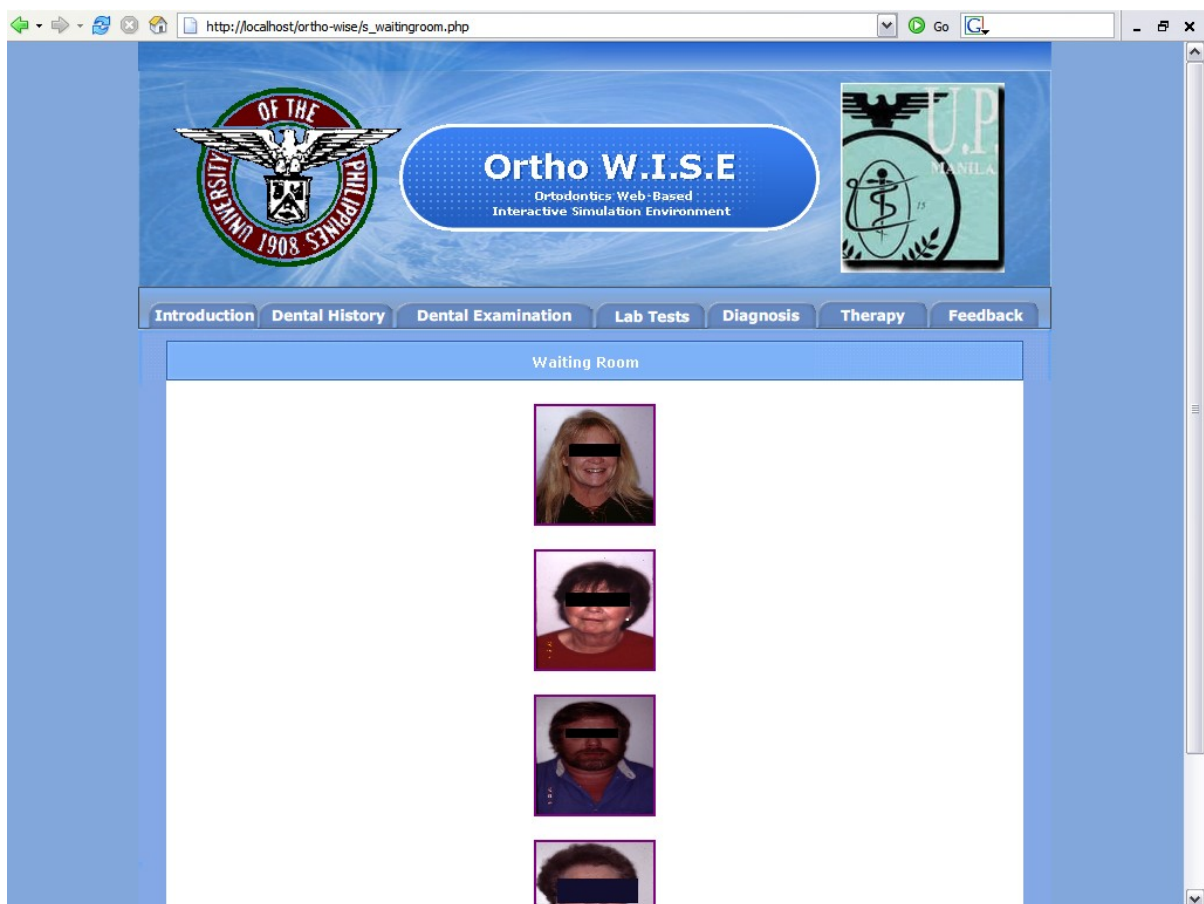 http://localhost/ortho-wise/s_waitingroom.php
Go
G
OF THE
UNIVERSITY
PHILIPPINES
1908
Ortho W.I.S.E
Ortodontics Web-Based
Interactive Simulation Environment
U.P.
MANILA
15
Introduction
Dental History
Dental Examination
Lab Tests
Diagnosis
Therapy
Feedback
Waiting Room